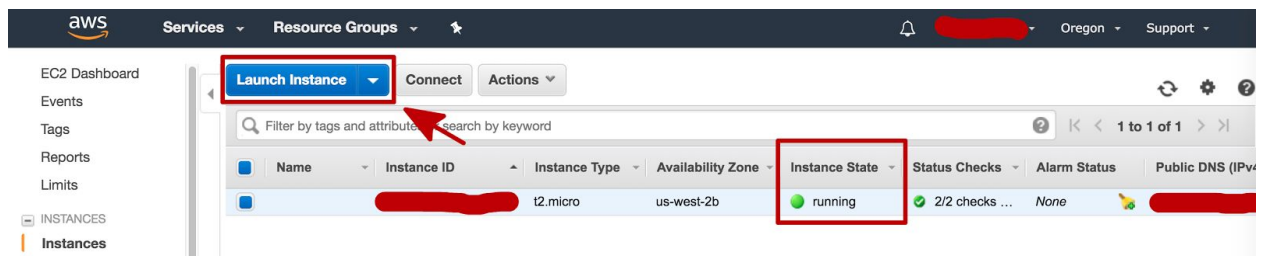 aws Services Resource Groups Oregon Support
EC2 Dashboard
Events
Tags
Reports
Limits
INSTANCES
Instances
Launch Instance Connect Actions
Filter by tags and attributes search by keyword
1 to 1 of 1
Name Instance ID Instance Type Availability Zone Instance State Status Checks Alarm Status Public DNS (IPv4
t2.micro us-west-2b running 2/2 checks ... None